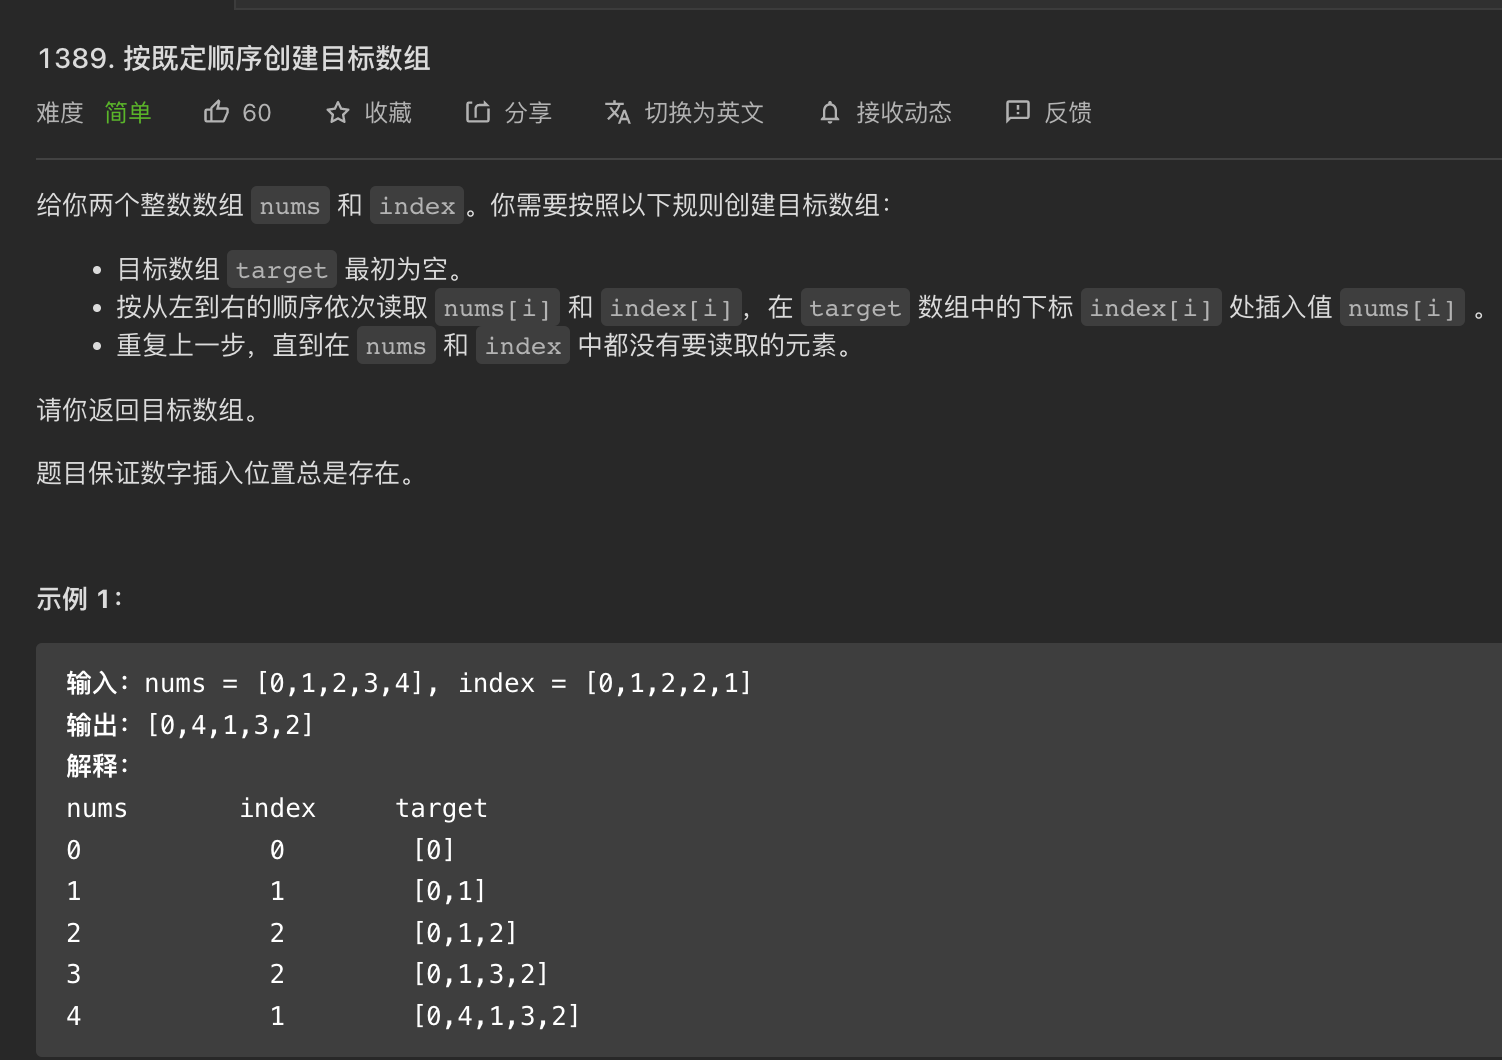 1389. 按既定顺序创建目标数组
难度 简单 60 收藏 分享 切换为英文 接收动态 反馈
给你两个整数数组 nums 和 index。你需要按照以下规则创建目标数组：
• 目标数组 target 最初为空。
• 按从左到右的顺序依次读取 nums[i] 和 index[i]，在 target 数组中的下标 index[i] 处插入值 nums[i] 。
• 重复上一步，直到在 nums 和 index 中都没有要读取的元素。
请你返回目标数组。
题目保证数字插入位置总是存在。
示例 1：
输入：nums = [0,1,2,3,4], index = [0,1,2,2,1]
输出：[0,4,1,3,2]
解释：
nums index target
0 0 [0]
1 1 [0,1]
2 2 [0,1,2]
3 2 [0,1,3,2]
4 1 [0,4,1,3,2]